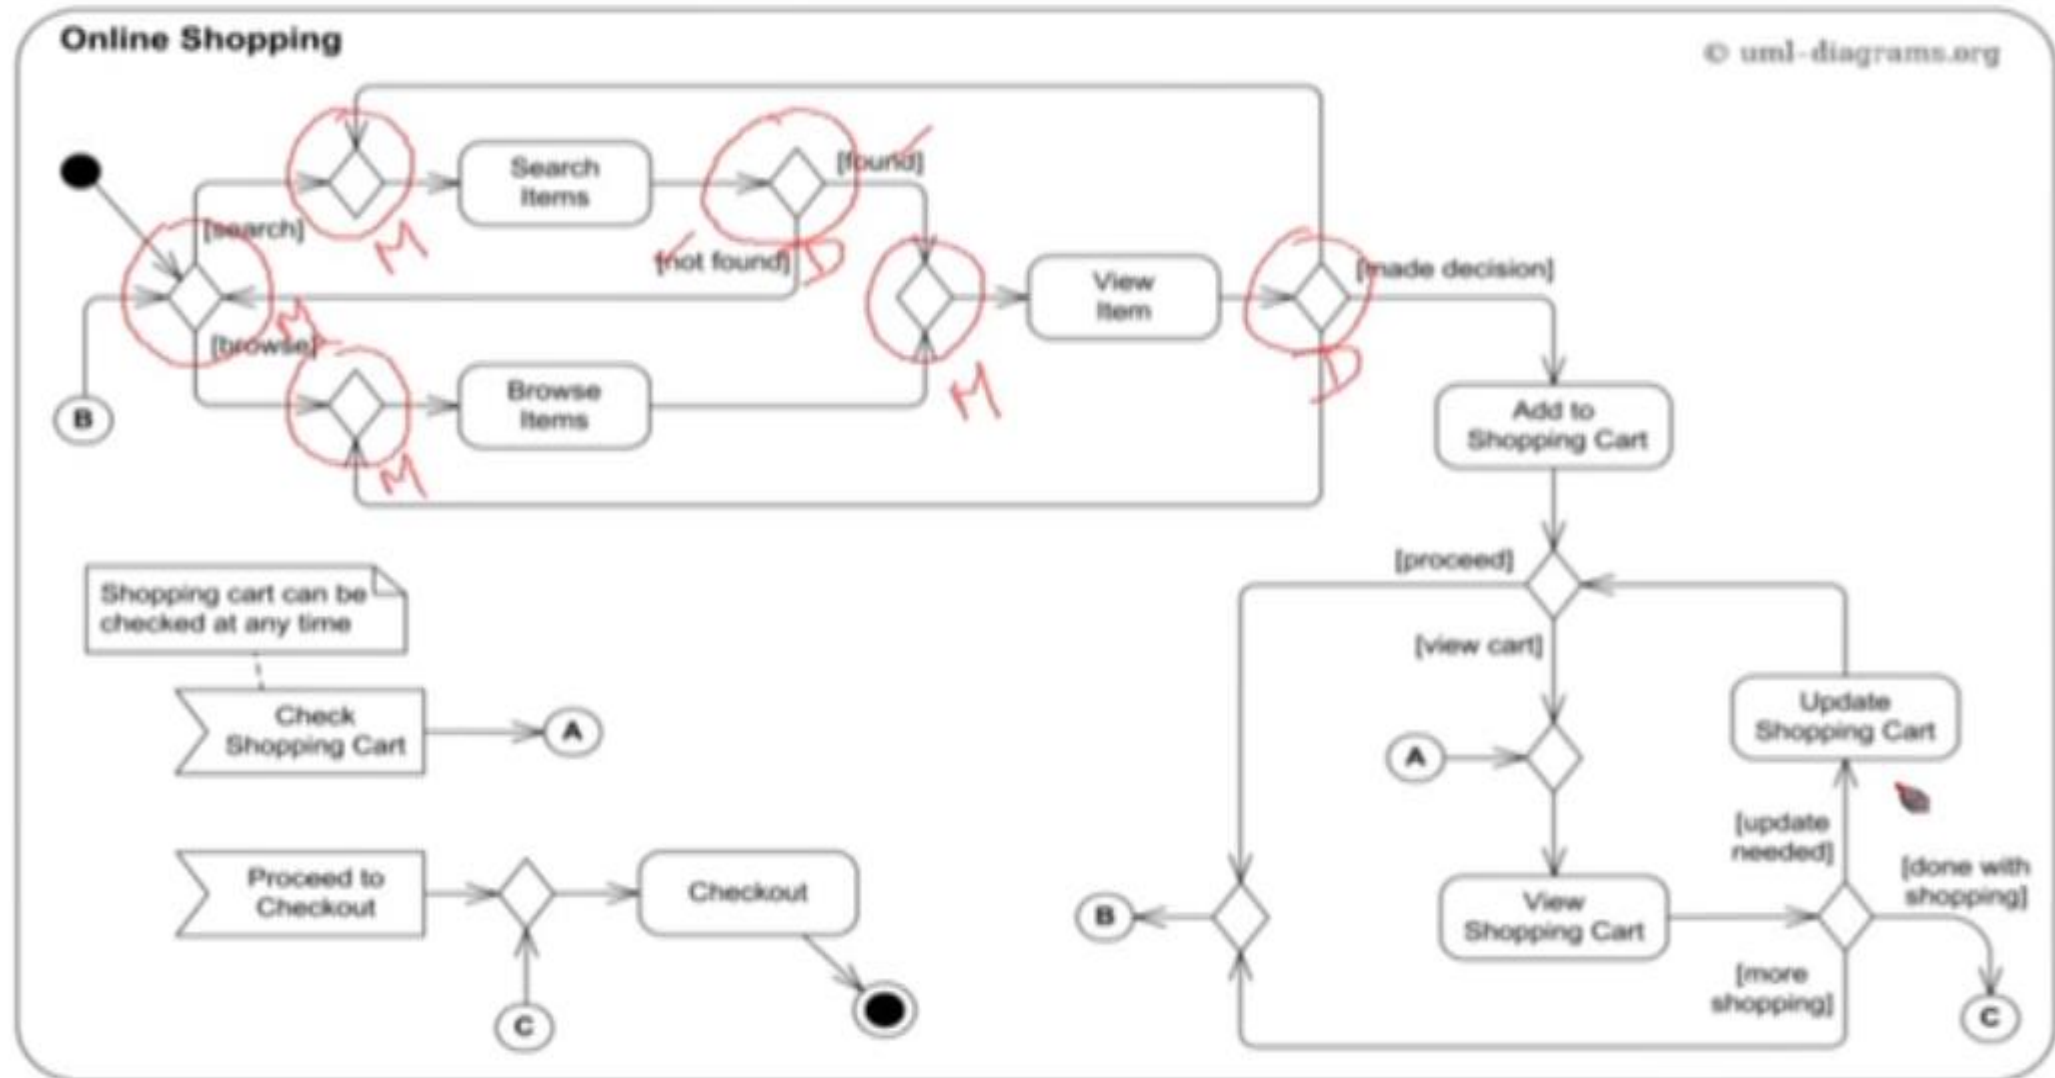 Online Shopping
© uml-diagrams.org
[found]
Search
Items
[search]
M
[not found]
D
[made decision]
View
Item
M
[browse]
D
Browse
Items
M
Add to
Shopping Cart
B
M
[proceed]
Shopping cart can be
checked at any time
[view cart]
Check
Shopping Cart
A
A
Update
Shopping Cart
[update
needed]
[done with
shopping]
Proceed to
Checkout
Checkout
B
View
Shopping Cart
[more
shopping]
C
C